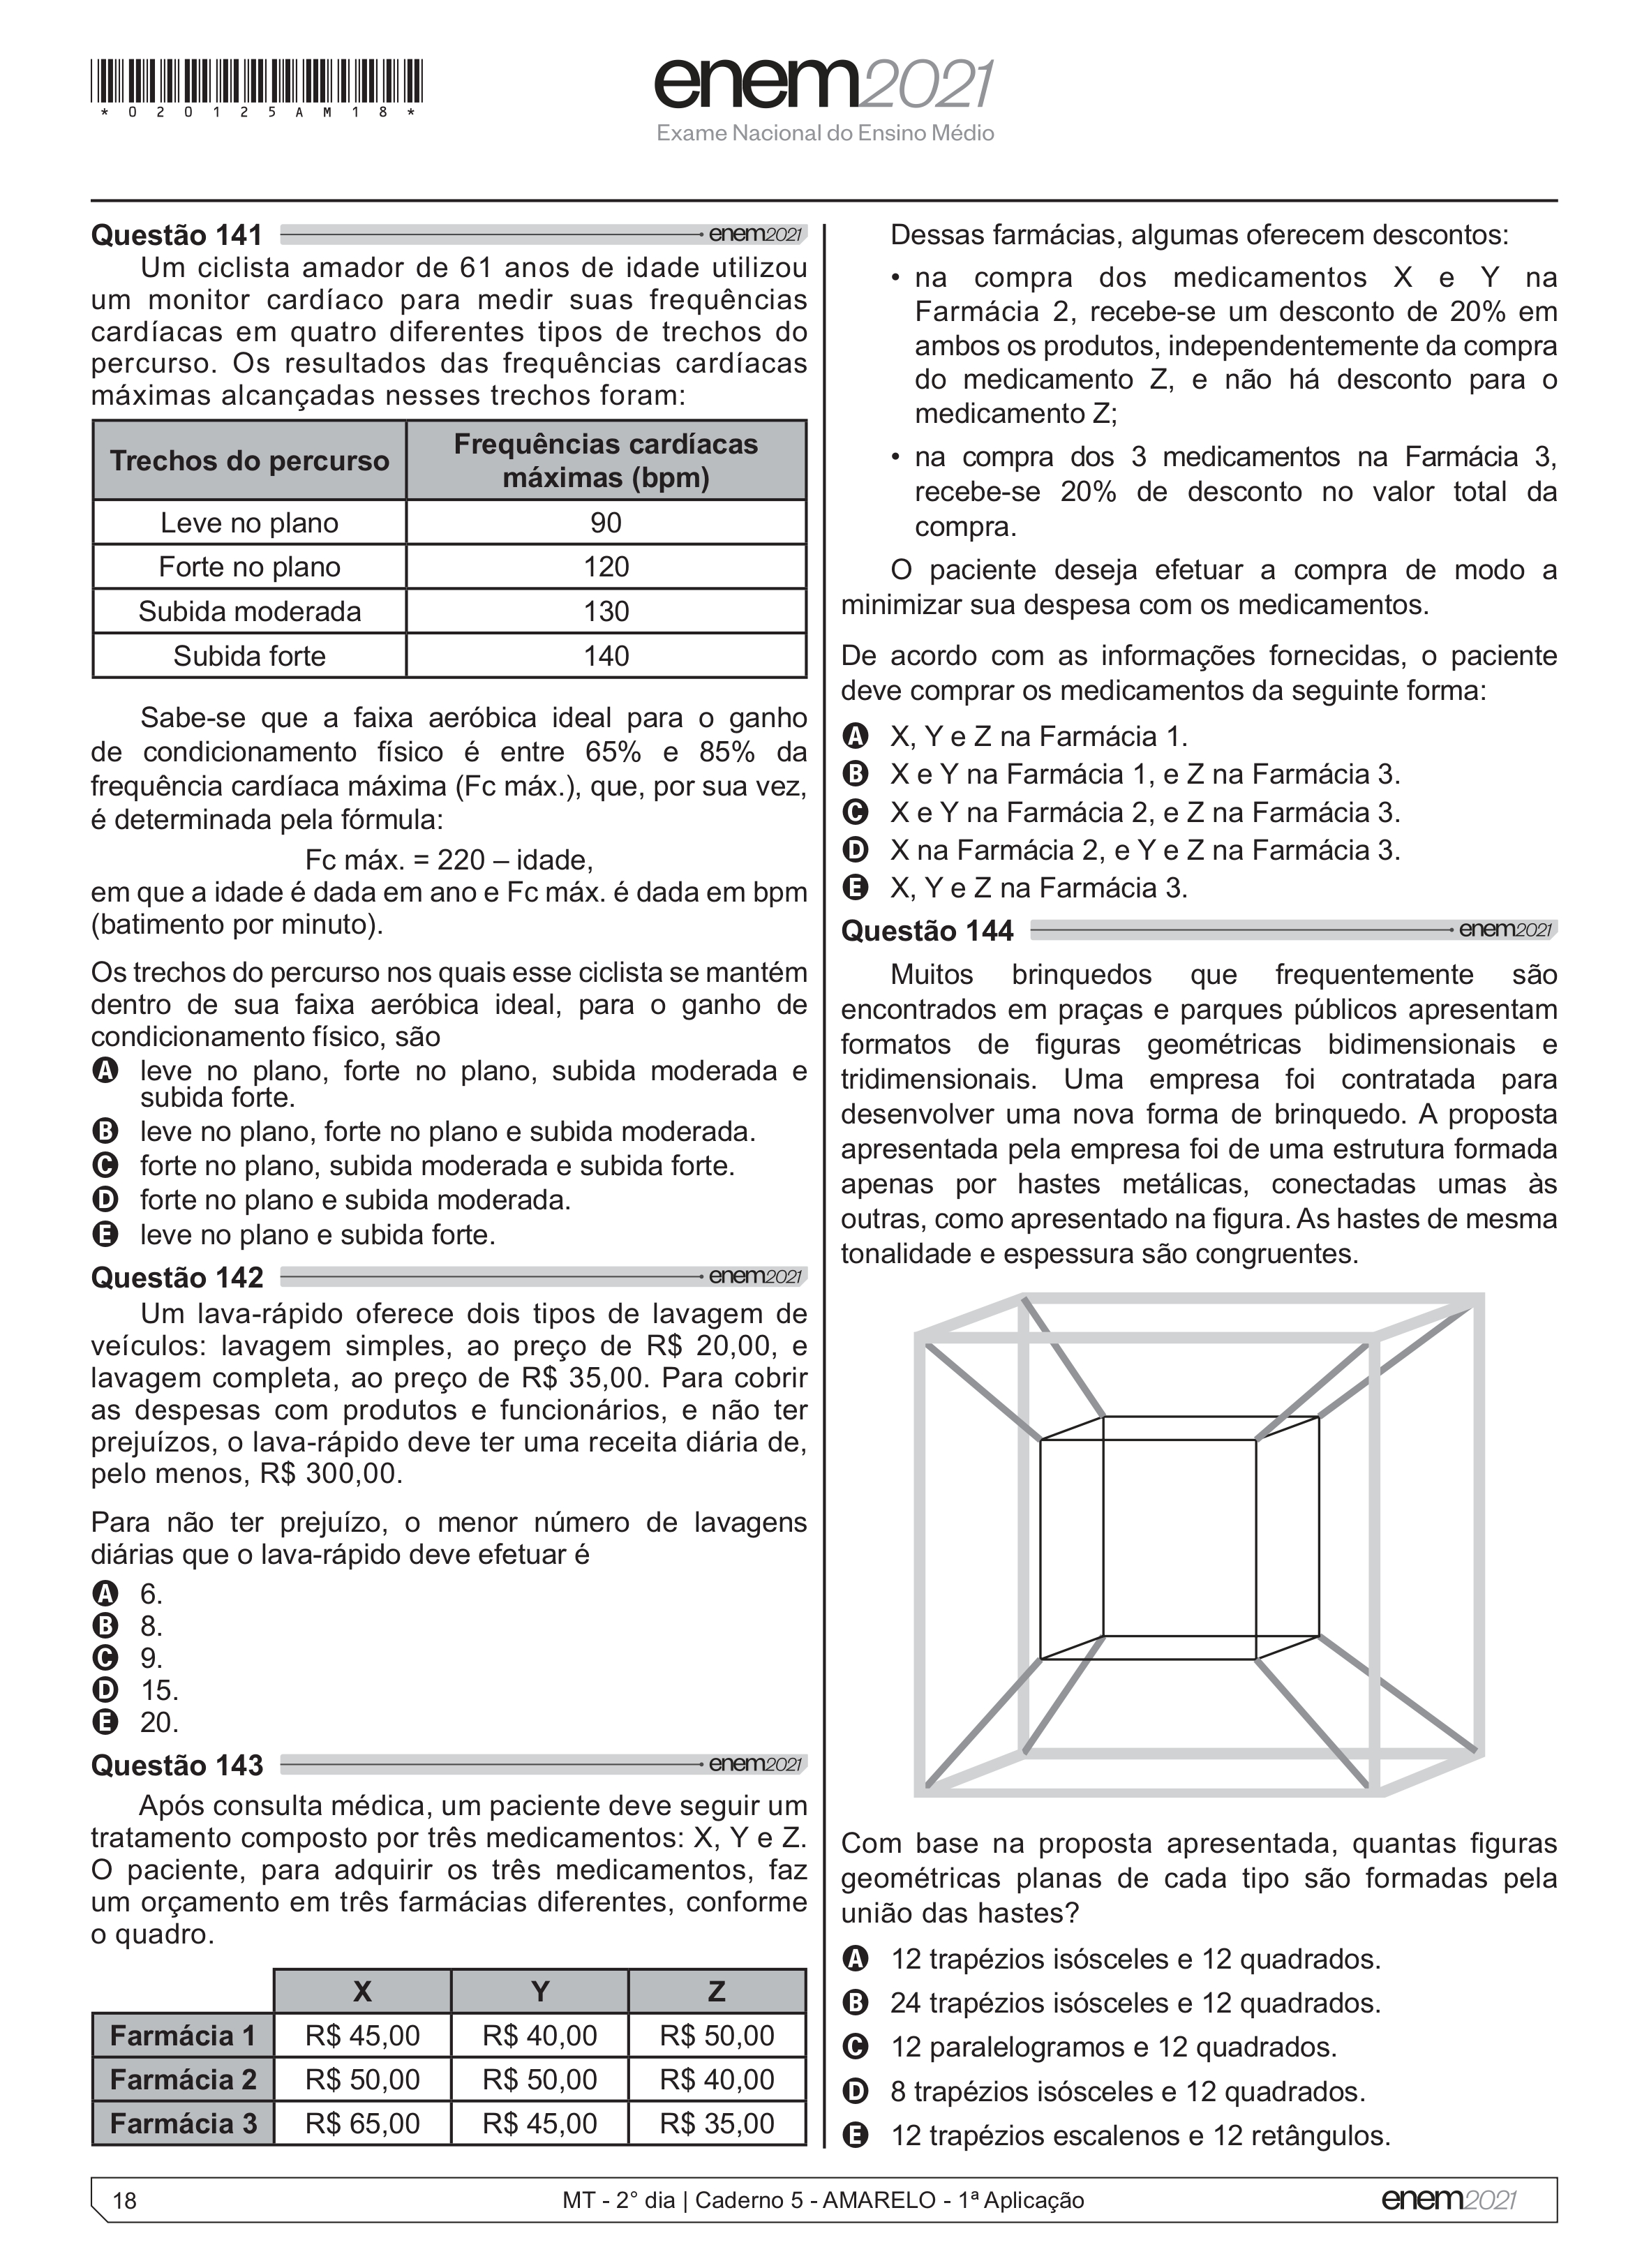 *020125AM18*
enem2021
Exame Nacional do Ensino Médio
Questão 141 enem2021
Um ciclista amador de 61 anos de idade utilizou
um monitor cardíaco para medir suas frequências
cardíacas em quatro diferentes tipos de trechos do
percurso. Os resultados das frequências cardíacas
máximas alcançadas nesses trechos foram:
Trechos do percurso
Frequências cardíacas
máximas (bpm)
Leve no plano 90
Forte no plano 120
Subida moderada 130
Subida forte 140
Sabe-se que a faixa aeróbica ideal para o ganho
de condicionamento físico é entre 65% e 85% da
frequência cardíaca máxima (Fc máx.), que, por sua vez,
é determinada pela fórmula:
Fc máx. = 220 – idade,
em que a idade é dada em ano e Fc máx. é dada em bpm
(batimento por minuto).
Os trechos do percurso nos quais esse ciclista se mantém
dentro de sua faixa aeróbica ideal, para o ganho de
condicionamento físico, são
A leve no plano, forte no plano, subida moderada e
subida forte.
B leve no plano, forte no plano e subida moderada.
C forte no plano, subida moderada e subida forte.
D forte no plano e subida moderada.
E leve no plano e subida forte.
Questão 142 enem2021
Um lava-rápido oferece dois tipos de lavagem de
veículos: lavagem simples, ao preço de R$ 20,00, e
lavagem completa, ao preço de R$ 35,00. Para cobrir
as despesas com produtos e funcionários, e não ter
prejuízos, o lava-rápido deve ter uma receita diária de,
pelo menos, R$ 300,00.
Para não ter prejuízo, o menor número de lavagens
diárias que o lava-rápido deve efetuar é
A 6.
B 8.
C 9.
D 15.
E 20.
Questão 143 enem2021
Após consulta médica, um paciente deve seguir um
tratamento composto por três medicamentos: X, Y e Z.
O paciente, para adquirir os três medicamentos, faz
um orçamento em três farmácias diferentes, conforme
o quadro.
X Y Z
Farmácia 1 R$ 45,00 R$ 40,00 R$ 50,00
Farmácia 2 R$ 50,00 R$ 50,00 R$ 40,00
Farmácia 3 R$ 65,00 R$ 45,00 R$ 35,00
Dessas farmácias, algumas oferecem descontos:
• na compra dos medicamentos X e Y na
Farmácia 2, recebe-se um desconto de 20% em
ambos os produtos, independentemente da compra
do medicamento Z, e não há desconto para o
medicamento Z;
• na compra dos 3 medicamentos na Farmácia 3,
recebe-se 20% de desconto no valor total da
compra.
O paciente deseja efetuar a compra de modo a
minimizar sua despesa com os medicamentos.
De acordo com as informações fornecidas, o paciente
deve comprar os medicamentos da seguinte forma:
A X, Y e Z na Farmácia 1.
B X e Y na Farmácia 1, e Z na Farmácia 3.
C X e Y na Farmácia 2, e Z na Farmácia 3.
D X na Farmácia 2, e Y e Z na Farmácia 3.
E X, Y e Z na Farmácia 3.
Questão 144 enem2021
Muitos brinquedos que frequentemente são
encontrados em praças e parques públicos apresentam
formatos de figuras geométricas bidimensionais e
tridimensionais. Uma empresa foi contratada para
desenvolver uma nova forma de brinquedo. A proposta
apresentada pela empresa foi de uma estrutura formada
apenas por hastes metálicas, conectadas umas às
outras, como apresentado na figura. As hastes de mesma
tonalidade e espessura são congruentes.
Com base na proposta apresentada, quantas figuras
geométricas planas de cada tipo são formadas pela
união das hastes?
A 12 trapézios isósceles e 12 quadrados.
B 24 trapézios isósceles e 12 quadrados.
C 12 paralelogramos e 12 quadrados.
D 8 trapézios isósceles e 12 quadrados.
E 12 trapézios escalenos e 12 retângulos.
18 MT - 2° dia | Caderno 5 - AMARELO - 1ª Aplicação enem2021